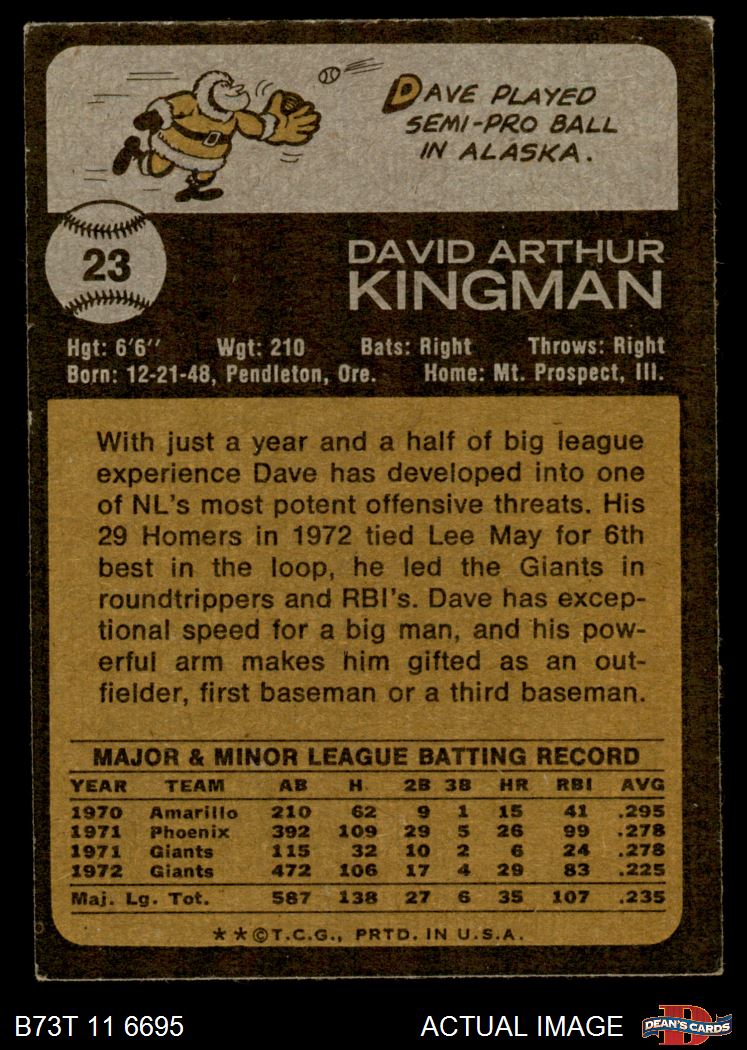 DAVE PLAYED
SEMI-PRO BALL
IN ALASKA.
23
DAVID ARTHUR
KINGMAN
Hgt: 6'6'' Wgt: 210 Bats: Right Throws: Right
Born: 12-21-48, Pendleton, Ore. Home: Mt. Prospect, Ill.
With just a year and a half of big league
experience Dave has developed into one
of NL's most potent offensive threats. His
29 Homers in 1972 tied Lee May for 6th
best in the loop, he led the Giants in
roundtrippers and RBI's. Dave has excep-
tional speed for a big man, and his pow-
erful arm makes him gifted as an out-
fielder, first baseman or a third baseman.
MAJOR & MINOR LEAGUE BATTING RECORD
YEAR TEAM AB H 2B 3B HR RBI AVG
1970 Amarillo 210 62 9 1 15 41 .295
1971 Phoenix 392 109 29 5 26 99 .278
1971 Giants 115 32 10 2 6 24 .278
1972 Giants 472 106 17 4 29 83 .225
Maj. Lg. Tot. 587 138 27 6 35 107 .235
**©T.C.G., PRTD. IN U.S.A.
B73T 11 6695 ACTUAL IMAGE D DEAN'S CARDS